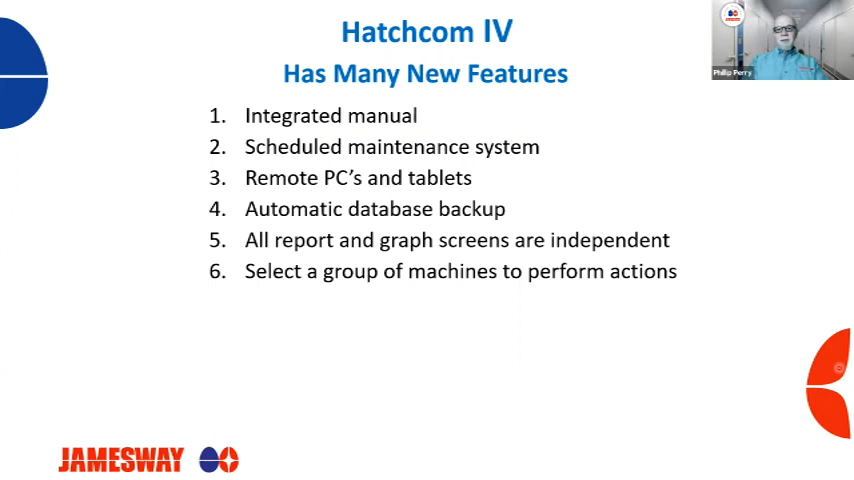 Hatchcom IV
Has Many New Features
1. Integrated manual
2. Scheduled maintenance system
3. Remote PC's and tablets
4. Automatic database backup
5. All report and graph screens are independent
6. Select a group of machines to perform actions
Phillip Perry
JAMESWAY